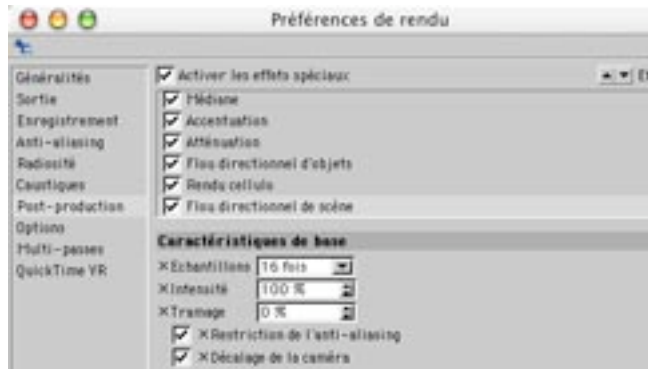 Préférences de rendu
Généralités
Sortie
Enregistrement
Anti-aliasing
Radiosité
Caustiques
Post-production
Options
Multi-passes
QuickTime VR
Activer les effets spéciaux
Médiane
Accentuation
Atténuation
Flou directionnel d'objets
Rendu cellulo
Flou directionnel de scène
Caractéristiques de base
Echantillons 16 fois
Intensité 100 %
Tramage 0 %
Restriction de l'anti-aliasing
Décalage de la caméra